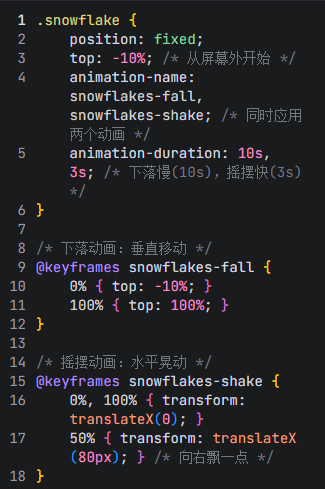 1 .snowflake {
2 position: fixed;
3 top: -10%; /* 从屏幕外开始 */
4 animation-name:
snowflakes-fall,
snowflakes-shake; /* 同时应用
两个动画 */
5 animation-duration: 10s,
3s; /* 下落慢(10s)，摇摆快(3s)
*/
6 }
7
8 /* 下落动画：垂直移动 */
9 @keyframes snowflakes-fall {
10 0% { top: -10%; }
11 100% { top: 100%; }
12 }
13
14 /* 摇摆动画：水平晃动 */
15 @keyframes snowflakes-shake {
16 0%, 100% { transform:
translateX(0); }
17 50% { transform: translateX
(80px); } /* 向右飘一点 */
18 }